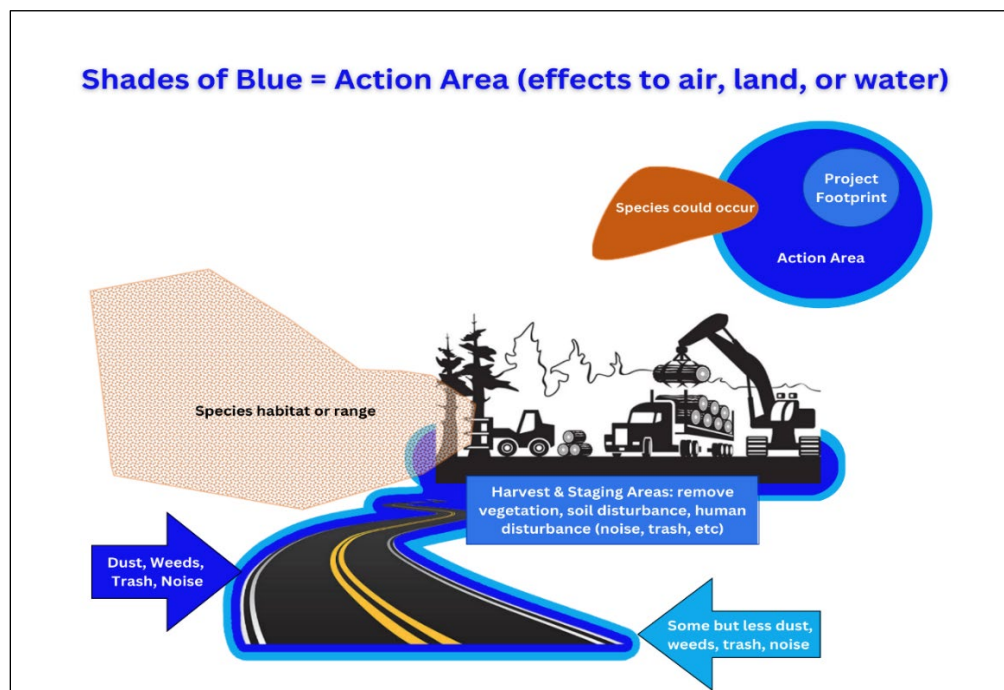 Shades of Blue = Action Area (effects to air, land, or water)
Project
Footprint
Species could occur
Action Area
Species habitat or range
Harvest & Staging Areas: remove
vegetation, soil disturbance, human
disturbance (noise, trash, etc)
Dust, Weeds,
Trash, Noise
Some but less dust,
weeds, trash, noise